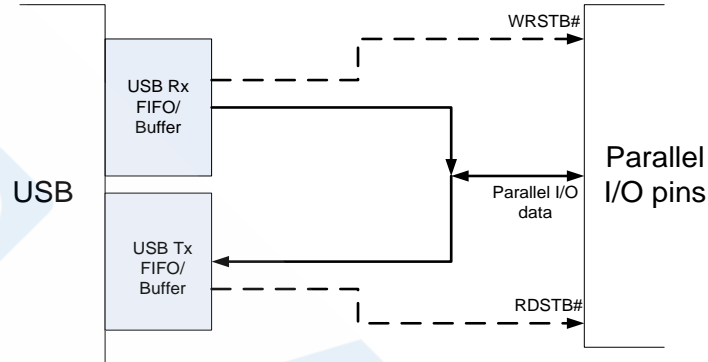 WRSTB#
USB Rx
FIFO/
Buffer
USB
Parallel
I/O pins
Parallel I/O
data
USB Tx
FIFO/
Buffer
RDSTB#